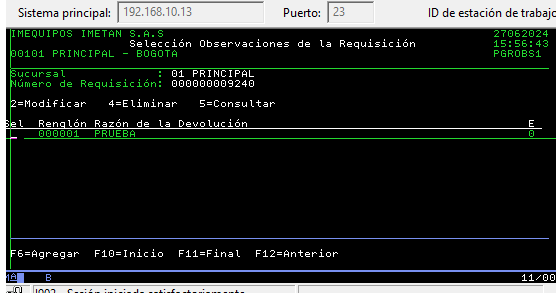 Sistema principal: 192.168.10.13 Puerto: 23 ID de estación de trabajo
IMEQUIPOS IMETAN S.A.S 27062024
Selección Observaciones de la Requisición 15:56:43
00101 PRINCIPAL - BOGOTA PGROBS1
Sucursal : 01 PRINCIPAL
Número de Requisición: 000000009240
2=Modificar 4=Eliminar 5=Consultar
Sel Renglón Razón de la Devolución E
000001 PRUEBA 0
F6=Agregar F10=Inicio F11=Final F12=Anterior
MA B 11/00
I902 - Sesión iniciada satisfactoriamente